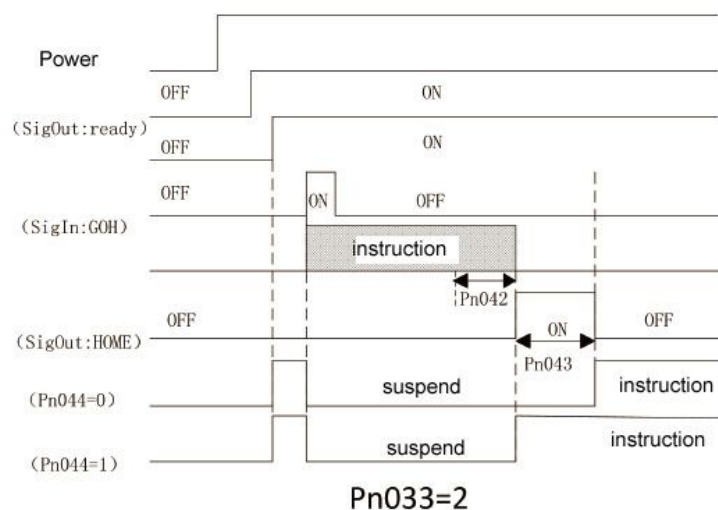 Power
OFF ON
(SigOut:ready)
OFF ON
OFF ON OFF
(SigIn:GOH)
instruction
Pn042
OFF ON OFF
(SigOut:HOME)
Pn043
(Pn044=0) suspend instruction
(Pn044=1) suspend instruction
Pn033=2